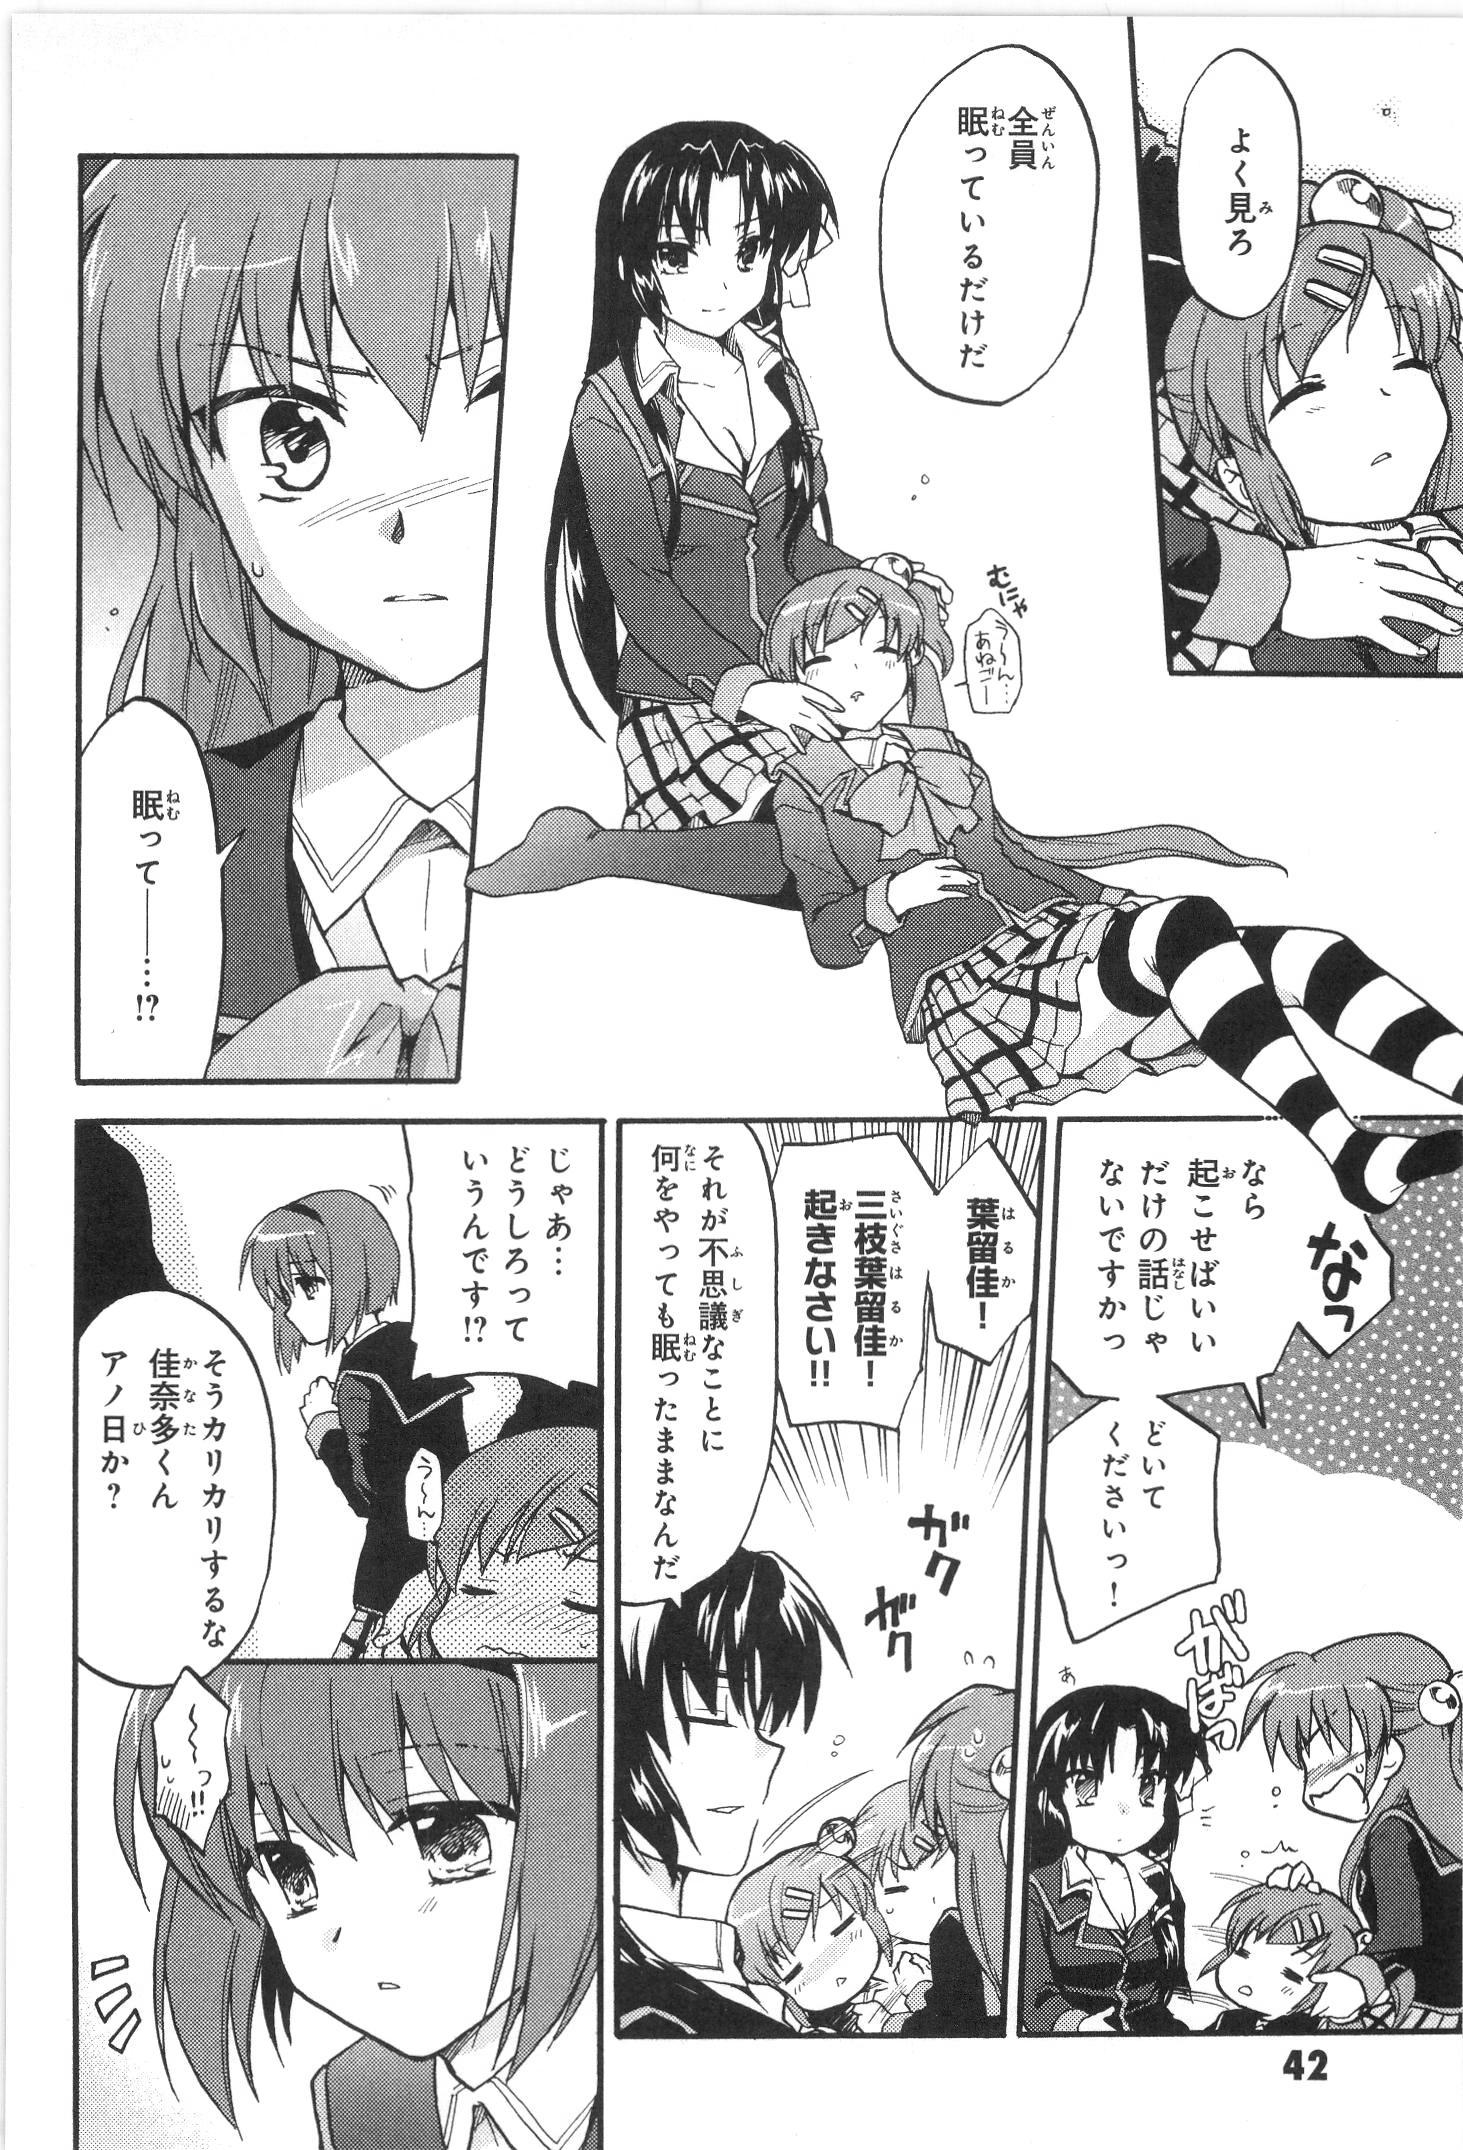 よく見ろ
全員
眠っているだけだ
むにゃ
う〜〜ん…
あねごー
眠って――…!?
なら
起こせばいい
だけの話じゃ
ないですかっ
なっ
どいて
くださいっ！
がばっ
ぁ
葉留佳！
三枝葉留佳！
起きなさい!!
ガク
ガク
それが不思議なことに
何をやっても眠ったままなんだ
じゃあ…
どうしろって
いうんです!?
う〜ん…
そうカリカリするな
佳奈多くん
アノ日か？
〜〜っ!!
42